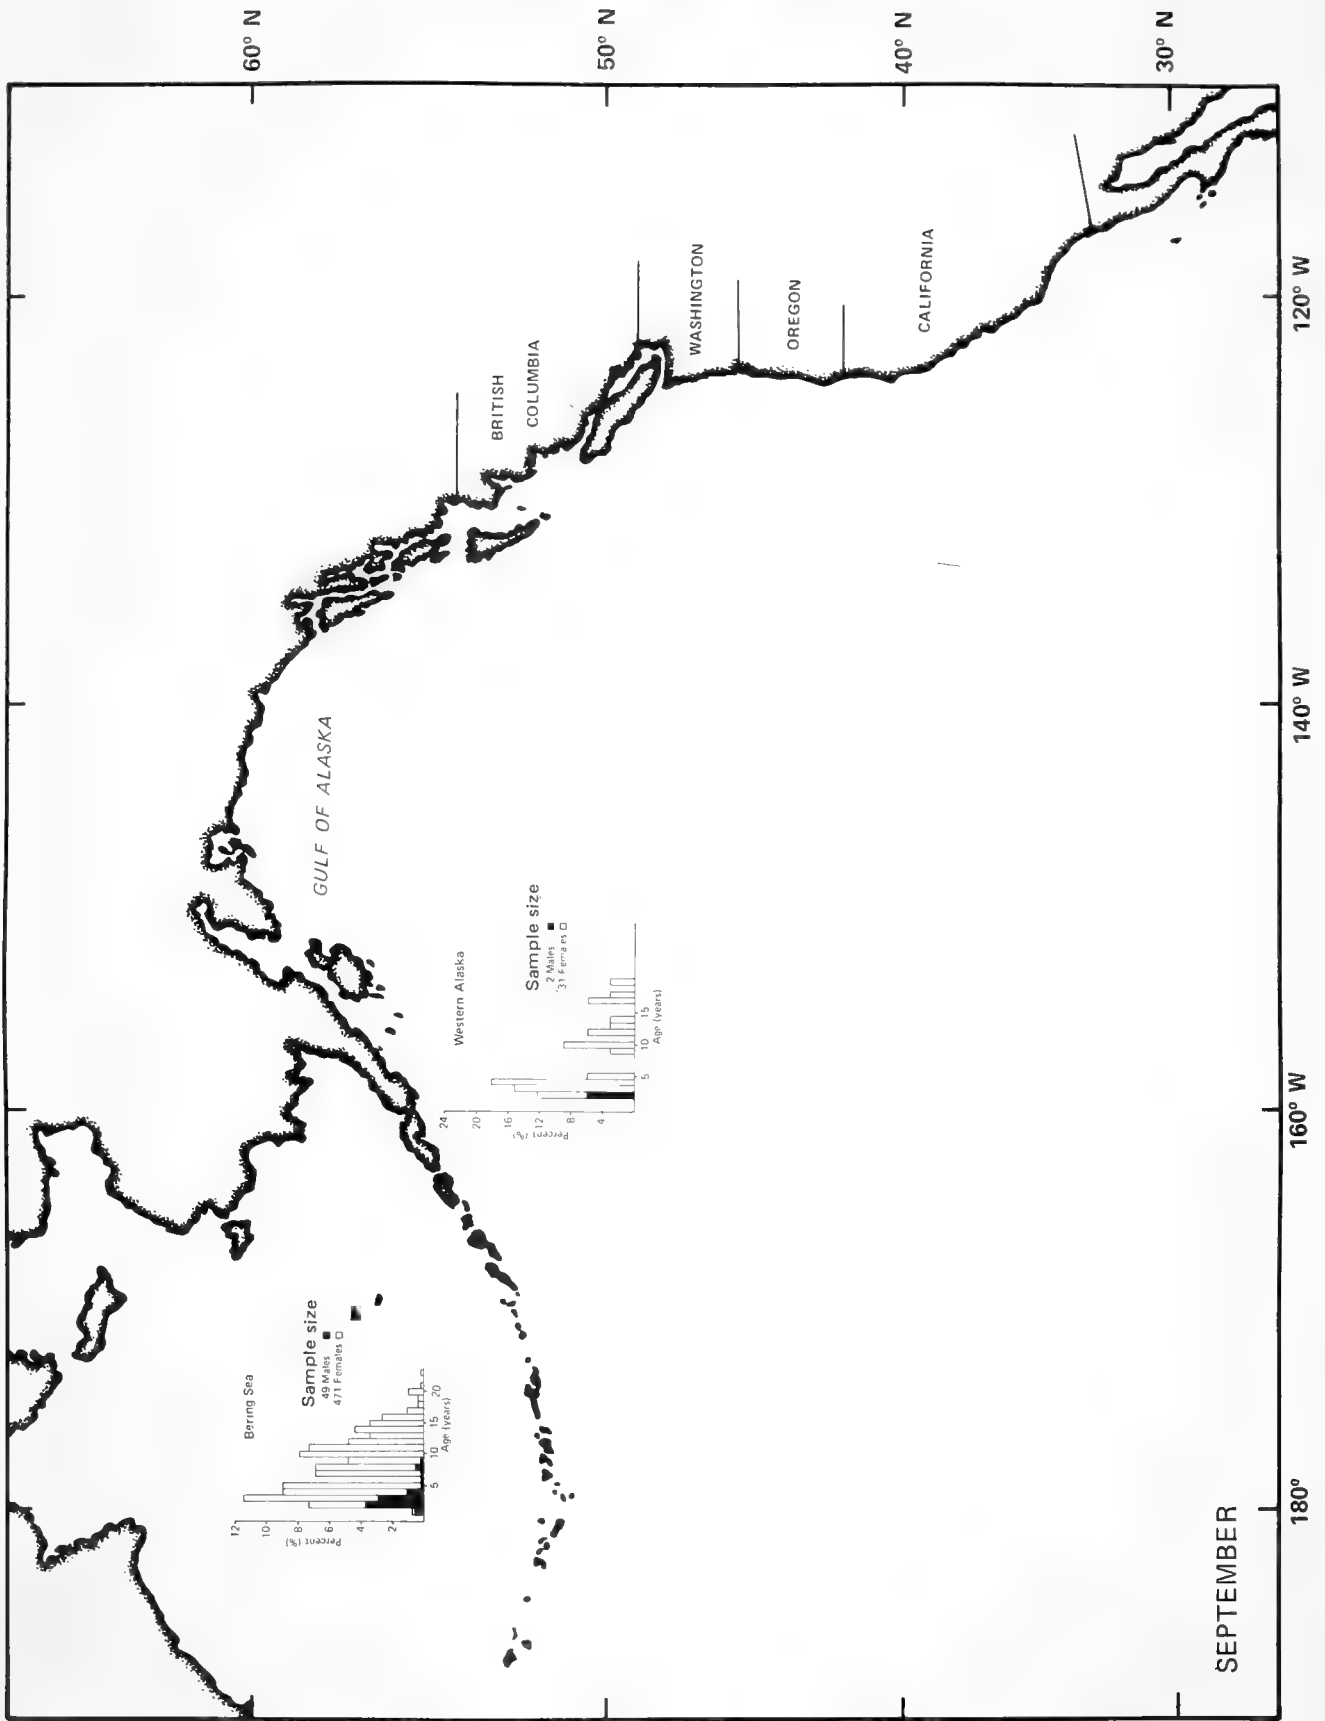 60° N
50° N
40° N
30° N
120° W
140° W
160° W
180°
BRITISH
COLUMBIA
WASHINGTON
OREGON
CALIFORNIA
GULF OF ALASKA
Western Alaska
Sample size
2 Males
31 Females
24
20
16
12
8
4
Percent (%)
5
10
15
Age (years)
Bering Sea
Sample size
49 Males
471 Females
12
10
8
6
4
2
Percent (%)
5
10
15
20
Age (years)
SEPTEMBER